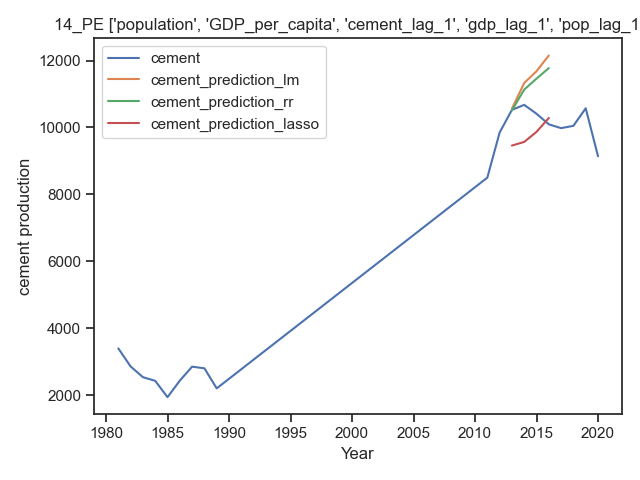 14_PE ['population', 'GDP_per_capita', 'cement_lag_1', 'gdp_lag_1', 'pop_lag_1
cement
cement_prediction_lm
cement_prediction_rr
cement_prediction_lasso
cement production
12000
10000
8000
6000
4000
2000
1980 1985 1990 1995 2000 2005 2010 2015 2020
Year